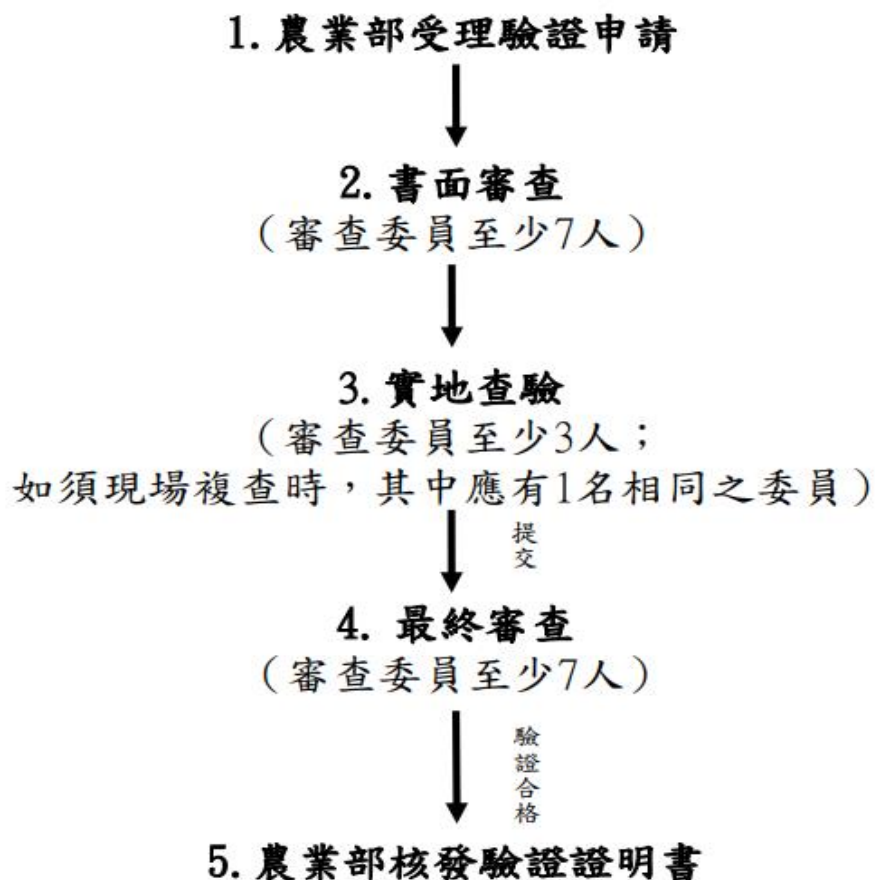 1. 農業部受理驗證申請
2. 書面審查
（審查委員至少7人）
3. 實地查驗
（審查委員至少3人；
如須現場複查時，其中應有1名相同之委員）
提交
4. 最終審查
（審查委員至少7人）
驗證合格
5. 農業部核發驗證證明書